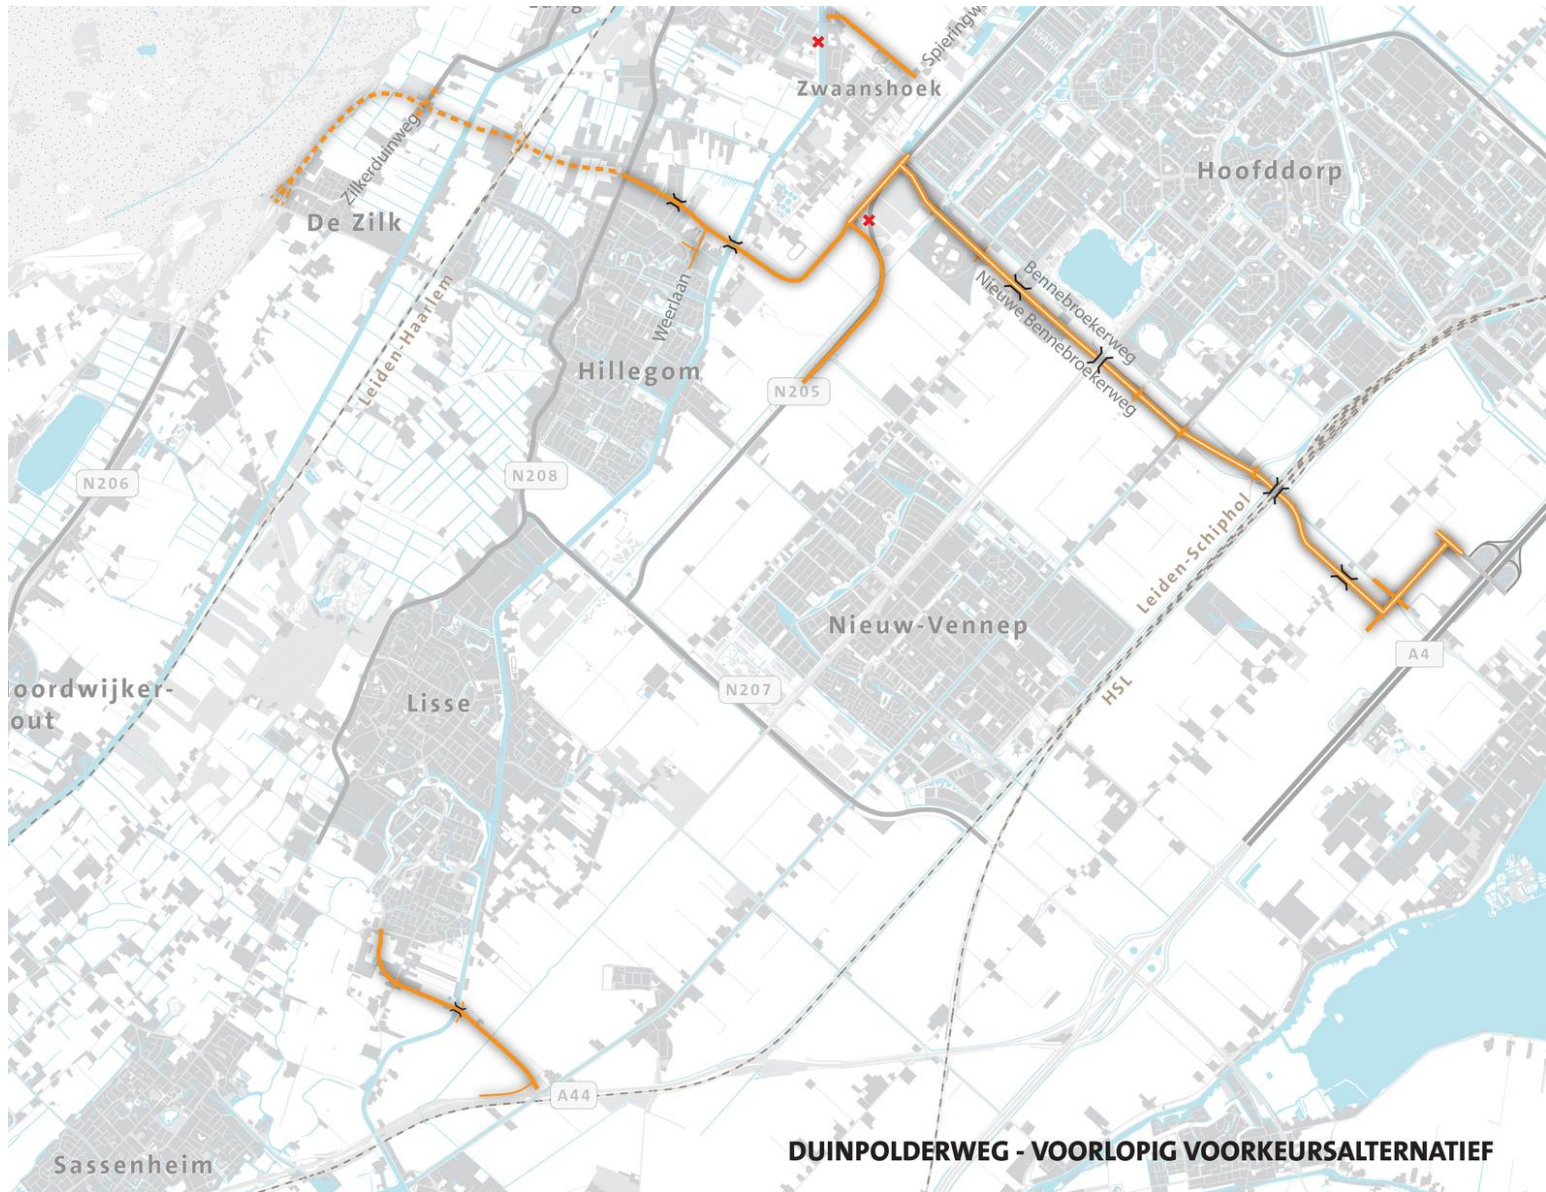 Spieringw
Zwaanshoek
Hoofddorp
Zilkerduinweg
De Zilk
Leiden-Haarlem
Weerlaan
Bennebroekerweg
Nieuwe Bennebroekerweg
Hillegom
N205
N208
N206
Leiden-Schiphol
Nieuw-Vennep
A4
oordwijker-
out
Lisse
N207
HSL
A44
DUINPOLDERWEG - VOORLOPIG VOORKEURSALTERNATIEF
Sassenheim